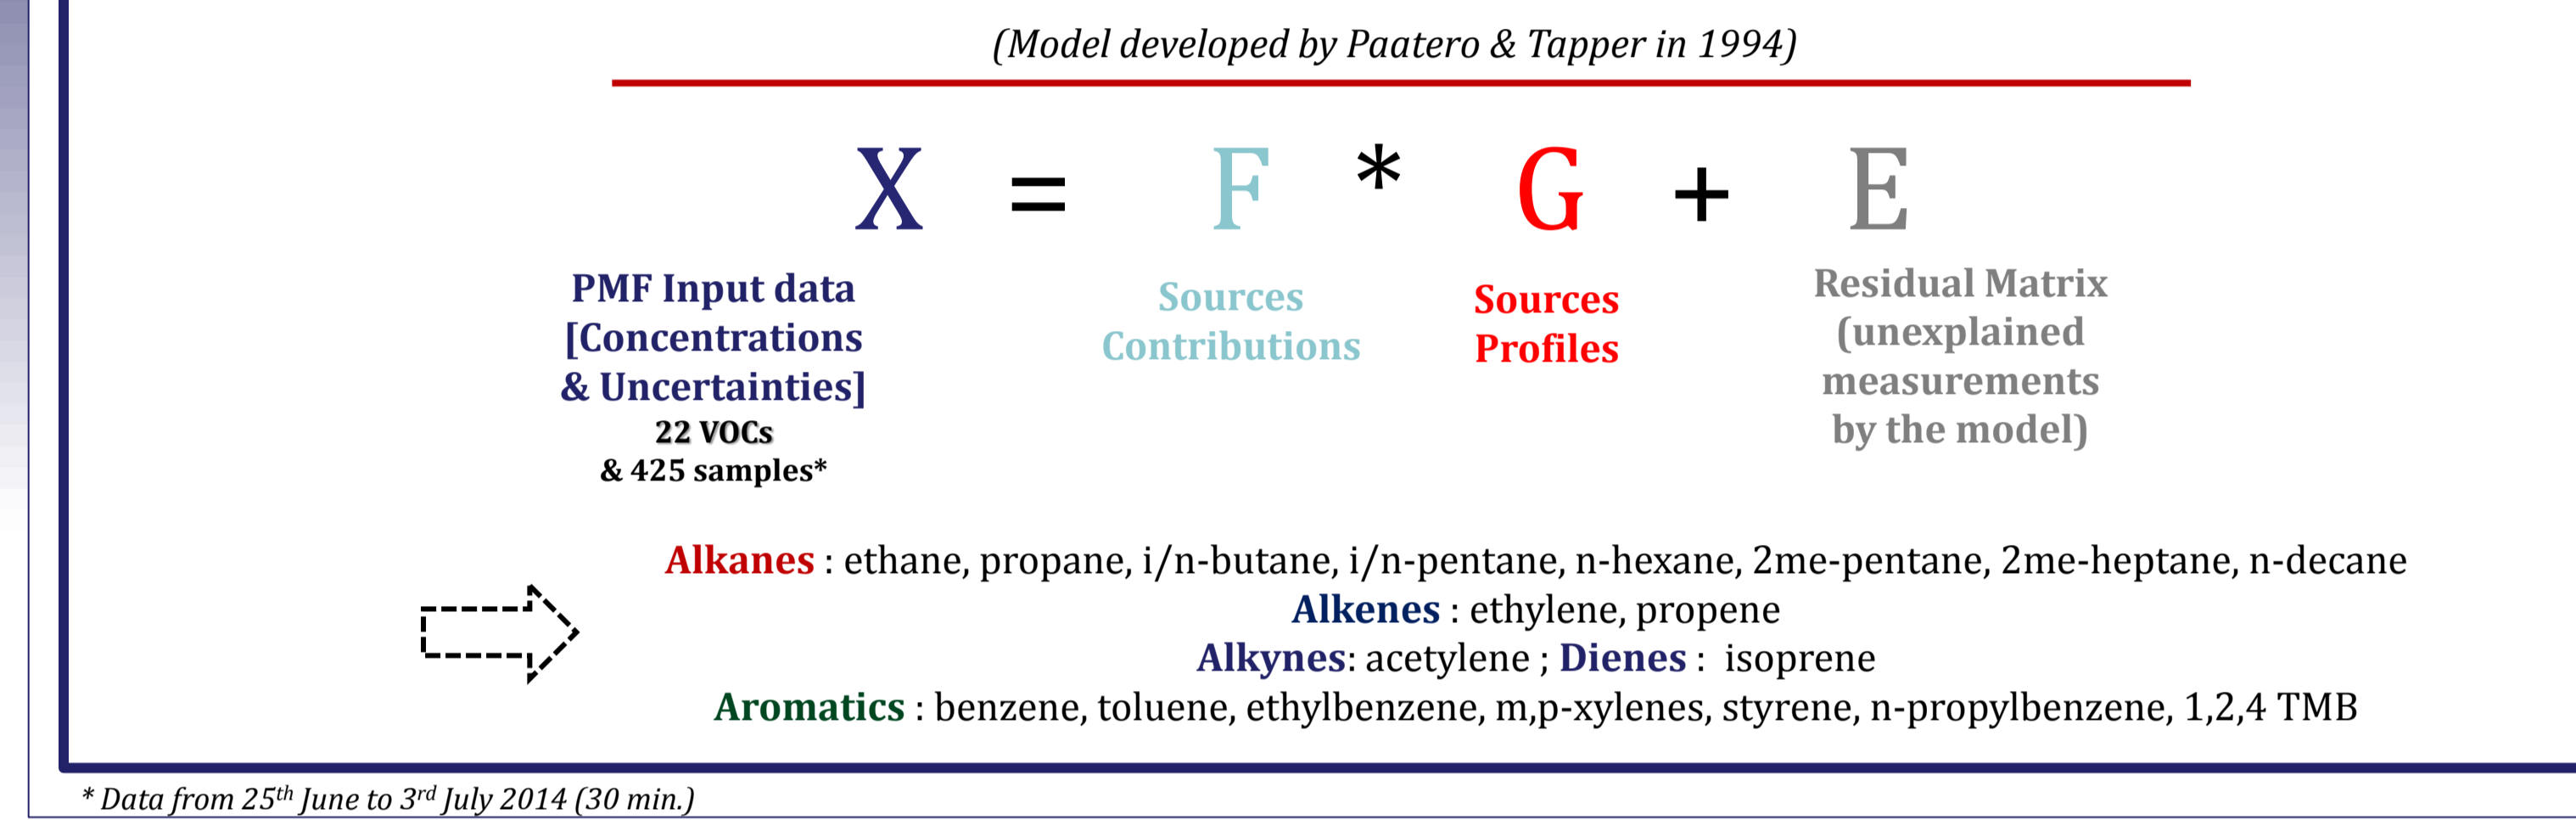 (Model developed by Paatero & Tapper in 1994)
X = F * G + E
PMF Input data
[Concentrations
& Uncertainties]
22 VOCs
& 425 samples*
Sources
Contributions
Sources
Profiles
Residual Matrix
(unexplained
measurements
by the model)
Alkanes : ethane, propane, i/n-butane, i/n-pentane, n-hexane, 2me-pentane, 2me-heptane, n-decane
Alkenes : ethylene, propene
Alkynes: acetylene ; Dienes : isoprene
Aromatics : benzene, toluene, ethylbenzene, m,p-xylenes, styrene, n-propylbenzene, 1,2,4 TMB
* Data from 25th June to 3rd July 2014 (30 min.)